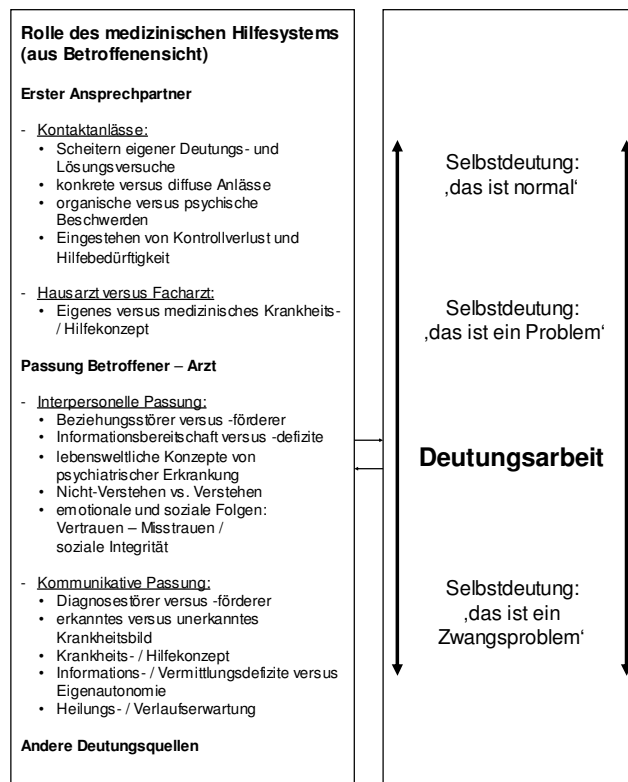 Rolle des medizinischen Hilfesystems
(aus Betroffenensicht)
Erster Ansprechpartner
- Kontaktanlässe:
• Scheitern eigener Deutungs- und
Lösungsversuche
• konkrete versus diffuse Anlässe
• organische versus psychische
Beschwerden
• Eingestehen von Kontrollverlust und
Hilfebedürftigkeit
- Hausarzt versus Facharzt:
• Eigenes versus medizinisches Krankheits-
/ Hilfekonzept
Passung Betroffener – Arzt
- Interpersonelle Passung:
• Beziehungsstörer versus -förderer
• Informationsbereitschaft versus -defizite
• lebensweltliche Konzepte von
psychiatrischer Erkrankung
• Nicht-Verstehen vs. Verstehen
• emotionale und soziale Folgen:
Vertrauen – Misstrauen /
soziale Integrität
- Kommunikative Passung:
• Diagnosestörer versus -förderer
• erkanntes versus unerkanntes
Krankheitsbild
• Krankheits- / Hilfekonzept
• Informations- / Vermittlungsdefizite versus
Eigenautonomie
• Heilungs- / Verlaufserwartung
Andere Deutungsquellen
Selbstdeutung:
‚das ist normal‘
Selbstdeutung:
‚das ist ein Problem‘
Deutungsarbeit
Selbstdeutung:
‚das ist ein
Zwangsproblem‘